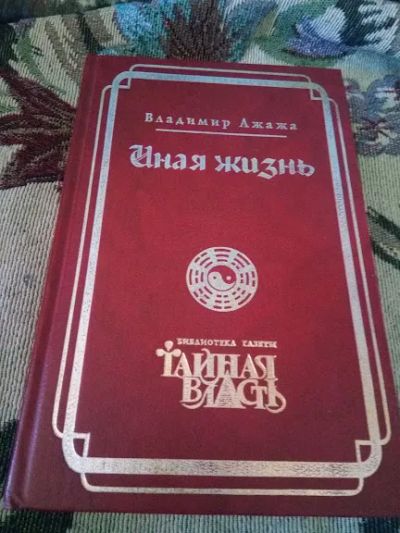 Владимир Ажажа
Иная жизнь
БИБЛИОТЕКА ГАЗЕТЫ
ТАЙНАЯ
ВЛАСТЬ